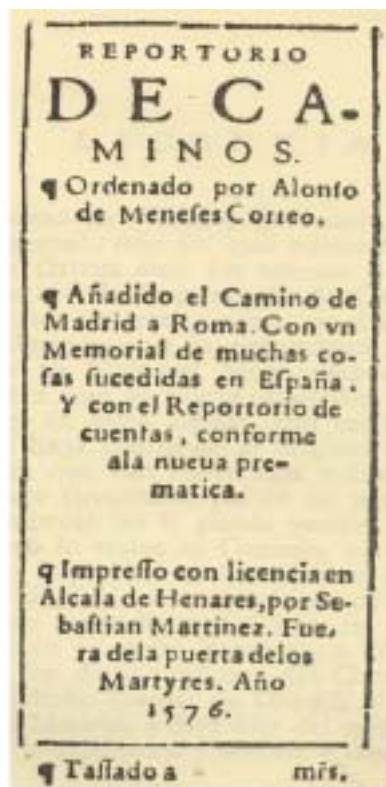 REPORTORIO
DE CA-
MINOS.
¶ Ordenado por Alonſo
de Meneſes Correo.
¶ Añadido el Camino de
Madrid a Roma. Con vn
Memorial de muchas co-
ſas ſucedidas en Eſpaña.
Y con el Reportorio de
cuentas, conforme
ala nueua pre-
matica.
¶ Impreſſo con licencia en
Alcala de Henares, por Se-
baſtian Martinez. Fue-
ra dela puerta delos
Martyres. Año
1576.
¶ Taſſado a mr̃s.